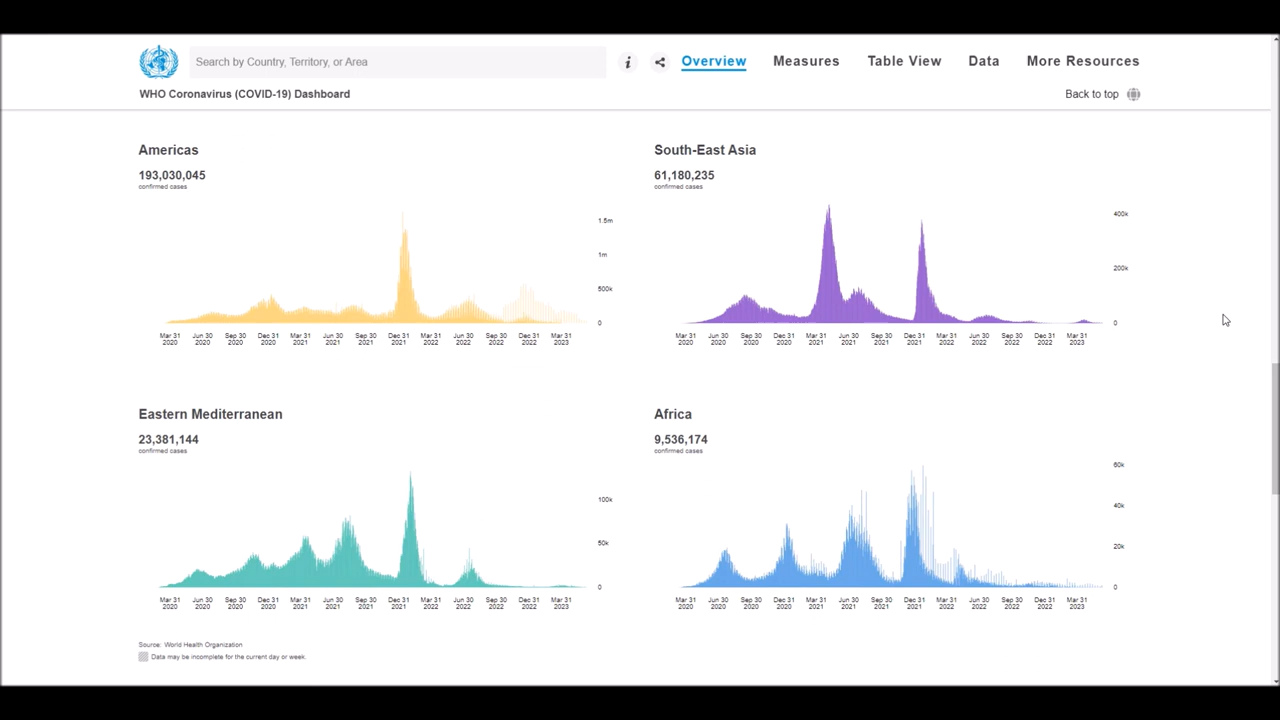 Search by Country, Territory, or Area
i
Overview
Measures
Table View
Data
More Resources
WHO Coronavirus (COVID-19) Dashboard
Back to top
Americas
193,030,045
confirmed cases
1.5m
1m
500k
0
Mar 31 Jun 30 Sep 30 Dec 31 Mar 31 Jun 30 Sep 30 Dec 31 Mar 31 Jun 30 Sep 30 Dec 31 Mar 31
2020 2020 2020 2020 2021 2021 2021 2021 2022 2022 2022 2022 2023
South-East Asia
61,180,235
confirmed cases
400k
200k
0
Mar 31 Jun 30 Sep 30 Dec 31 Mar 31 Jun 30 Sep 30 Dec 31 Mar 31 Jun 30 Sep 30 Dec 31 Mar 31
2020 2020 2020 2020 2021 2021 2021 2021 2022 2022 2022 2022 2023
Eastern Mediterranean
23,381,144
confirmed cases
100k
50k
0
Mar 31 Jun 30 Sep 30 Dec 31 Mar 31 Jun 30 Sep 30 Dec 31 Mar 31 Jun 30 Sep 30 Dec 31 Mar 31
2020 2020 2020 2020 2021 2021 2021 2021 2022 2022 2022 2022 2023
Africa
9,536,174
confirmed cases
60k
40k
20k
0
Mar 31 Jun 30 Sep 30 Dec 31 Mar 31 Jun 30 Sep 30 Dec 31 Mar 31 Jun 30 Sep 30 Dec 31 Mar 31
2020 2020 2020 2020 2021 2021 2021 2021 2022 2022 2022 2022 2023
Source: World Health Organization
Data may be incomplete for the current day or week.